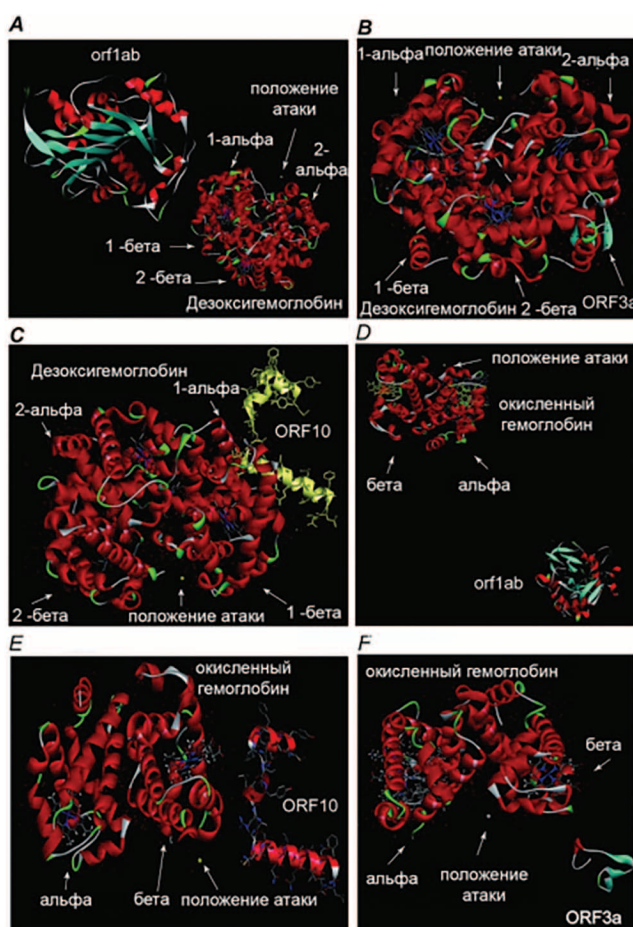 A
orf1ab
положение
атаки
1-альфа
2-
альфа
1 -бета
2 -бета
Дезоксигемоглобин
B
положение атаки
1-альфа
2-альфа
1 -бета
ORF3a
Дезоксигемоглобин 2 -бета
C
Дезоксигемоглобин
1-альфа
2-альфа
ORF10
2 -бета
положение атаки
1 -бета
D
положение атаки
окисленный
гемоглобин
бета
альфа
orf1ab
E
окисленный
гемоглобин
ORF10
альфа
бета
положение атаки
F
окисленный гемоглобин
бета
альфа
положение
атаки
ORF3a